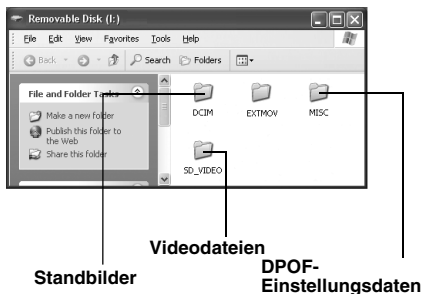 Removable Disk (I:)
File Edit View Favorites Tools Help
Back Search Folders
File and Folder Tasks
Make a new folder
Publish this folder to
the Web
Share this folder
DCIM EXTMOV MISC
SD_VIDEO
Videodateien
Standbilder
DPOF-
Einstellungsdaten